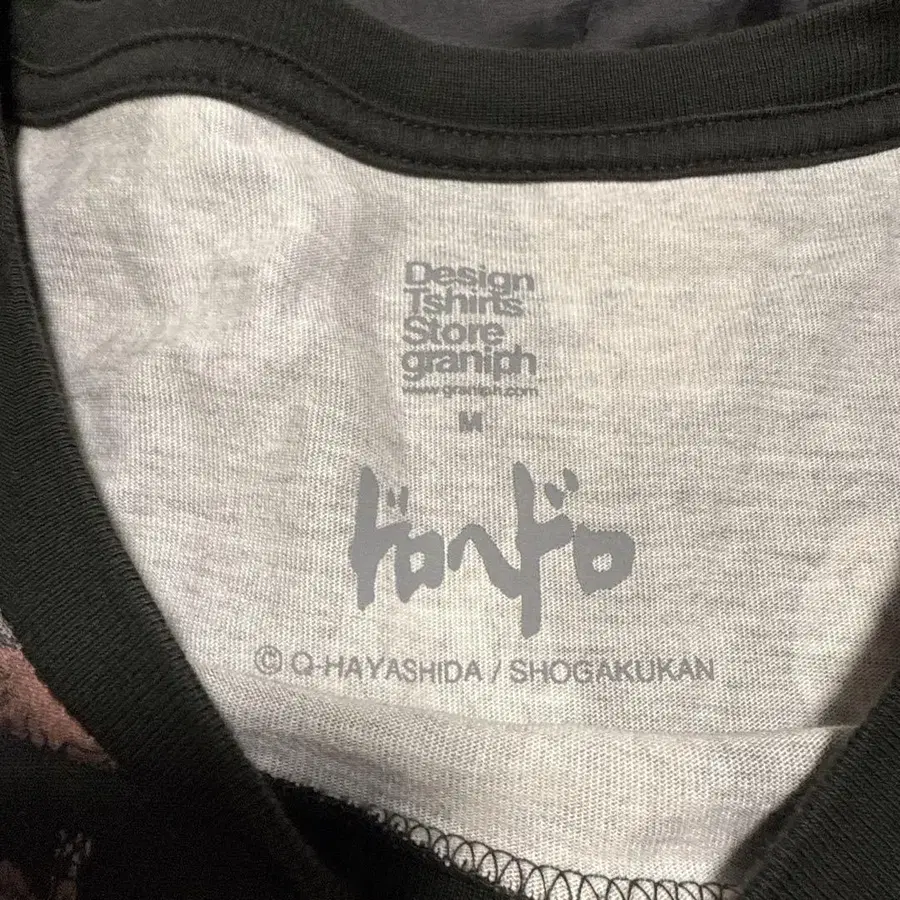 Design
Tshirts
Store
graniph
www.graniph.com
M
ドロヘドロ
© Q-HAYASHIDA / SHOGAKUKAN